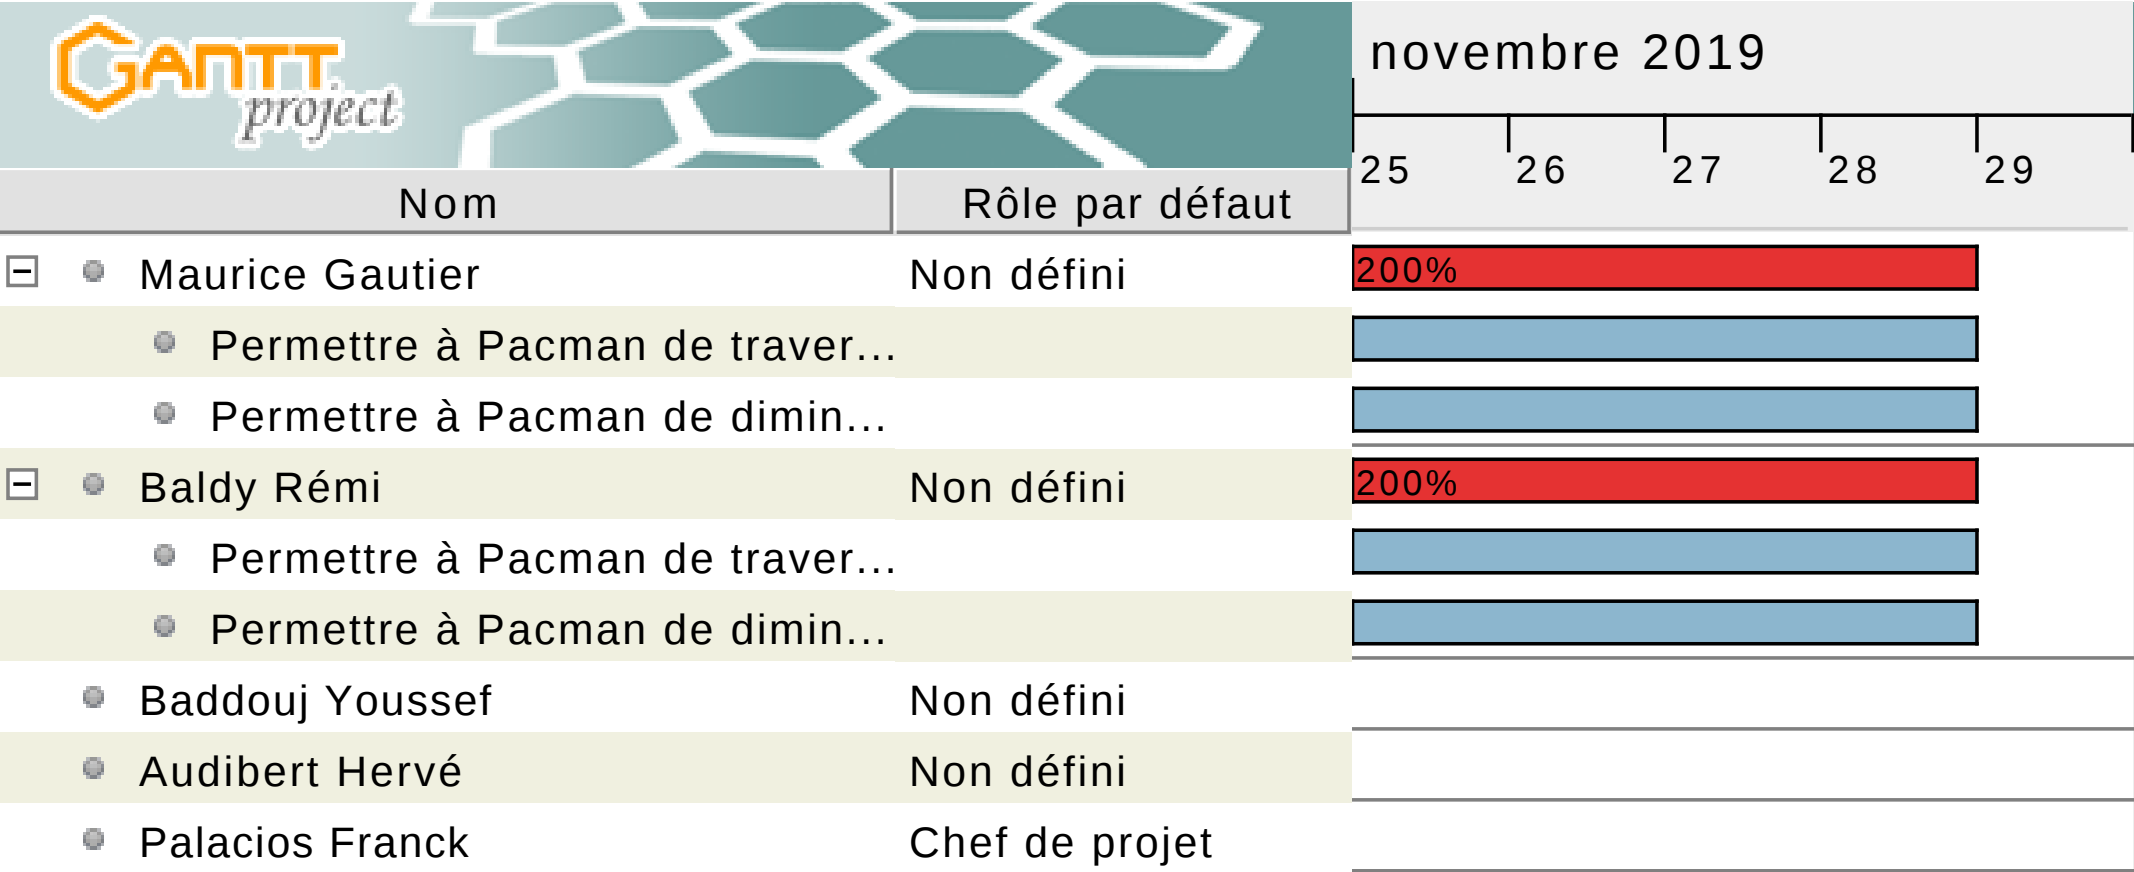 GANTT
project
novembre 2019
25 26 27 28 29
Nom Rôle par défaut
Maurice Gautier Non défini 200%
Permettre à Pacman de traver...
Permettre à Pacman de dimin...
Baldy Rémi Non défini 200%
Permettre à Pacman de traver...
Permettre à Pacman de dimin...
Baddouj Youssef Non défini
Audibert Hervé Non défini
Palacios Franck Chef de projet